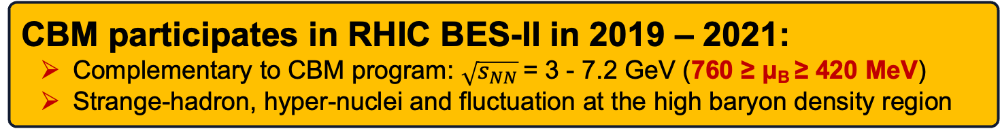 CBM participates in RHIC BES-II in 2019 – 2021:
➢ Complementary to CBM program: √sNN = 3 - 7.2 GeV (760 ≥ μB ≥ 420 MeV)
➢ Strange-hadron, hyper-nuclei and fluctuation at the high baryon density region